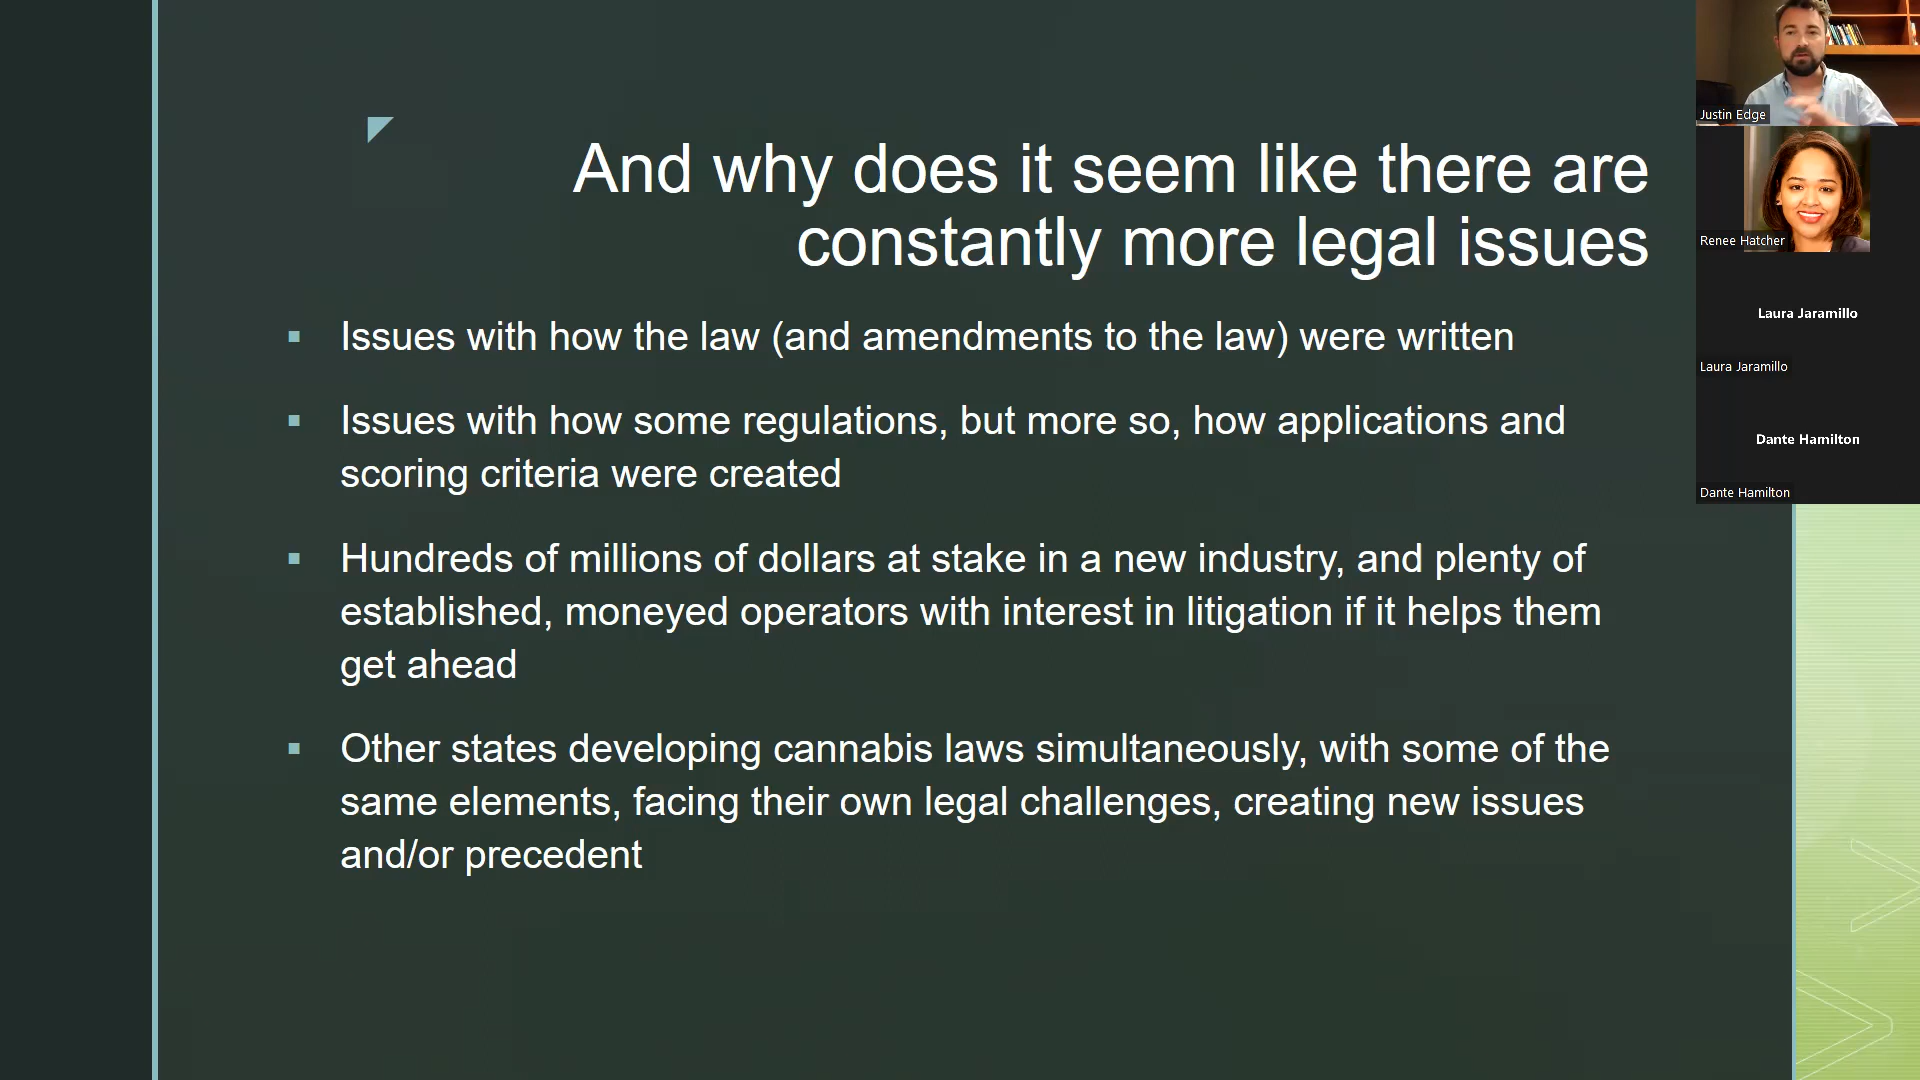 And why does it seem like there are
constantly more legal issues
Issues with how the law (and amendments to the law) were written
Issues with how some regulations, but more so, how applications and
scoring criteria were created
Hundreds of millions of dollars at stake in a new industry, and plenty of
established, moneyed operators with interest in litigation if it helps them
get ahead
Other states developing cannabis laws simultaneously, with some of the
same elements, facing their own legal challenges, creating new issues
and/or precedent
Justin Edge
Renee Hatcher
Laura Jaramillo
Laura Jaramillo
Dante Hamilton
Dante Hamilton